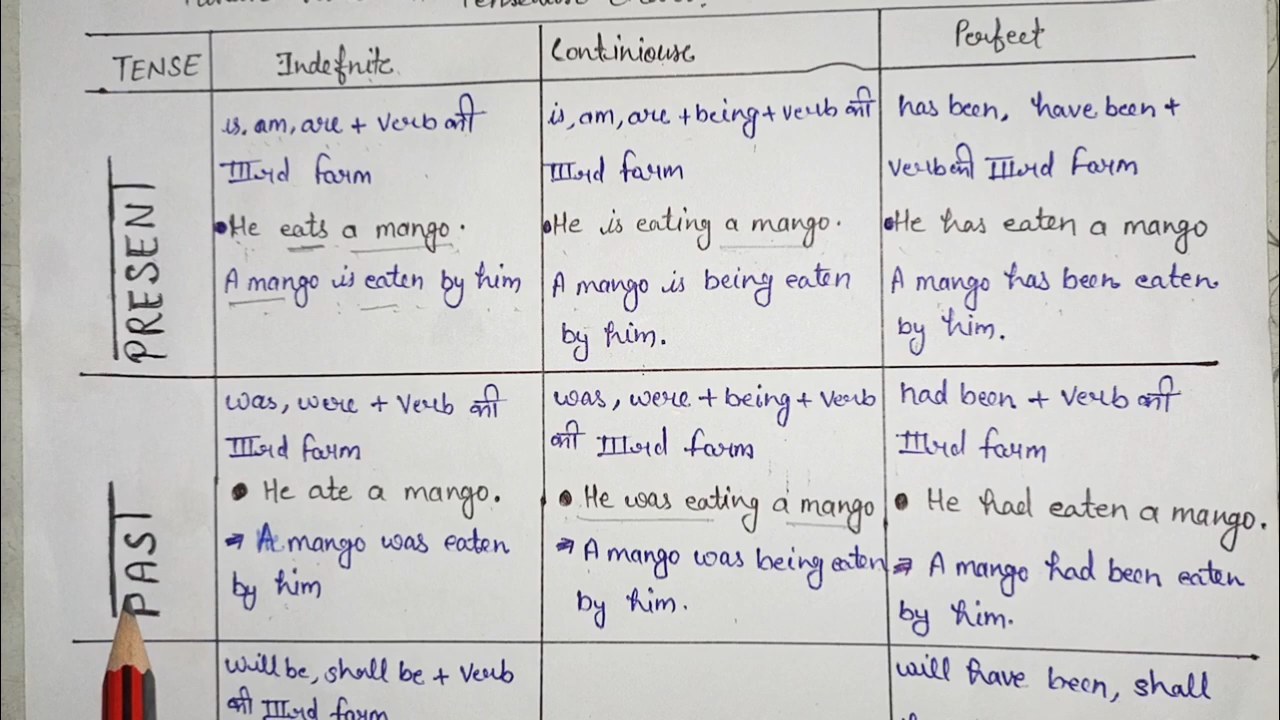 TENSE Indefnite Continiouse Perfect
PRESENT
is, am, are + verb की
IIIrd farm
• He eats a mango.
A mango is eaten by him
is, am, are + being + verb की
IIIrd farm
• He is eating a mango.
A mango is being eaten
by him.
has been, have been +
verb की IIIrd farm
• He has eaten a mango
A mango has been eaten.
by him.
PAST
was, were + verb की
IIIrd farm
• He ate a mango.
⇒ A mango was eaten
by him
was, were + being + verb
की IIIrd farm
• He was eating a mango
⇒ A mango was being eaten
by him.
had been + verb की
IIIrd farm
• He had eaten a mango.
⇒ A mango had been eaten
by him.
will be, shall be + verb
की IIIrd farm
will have been, shall